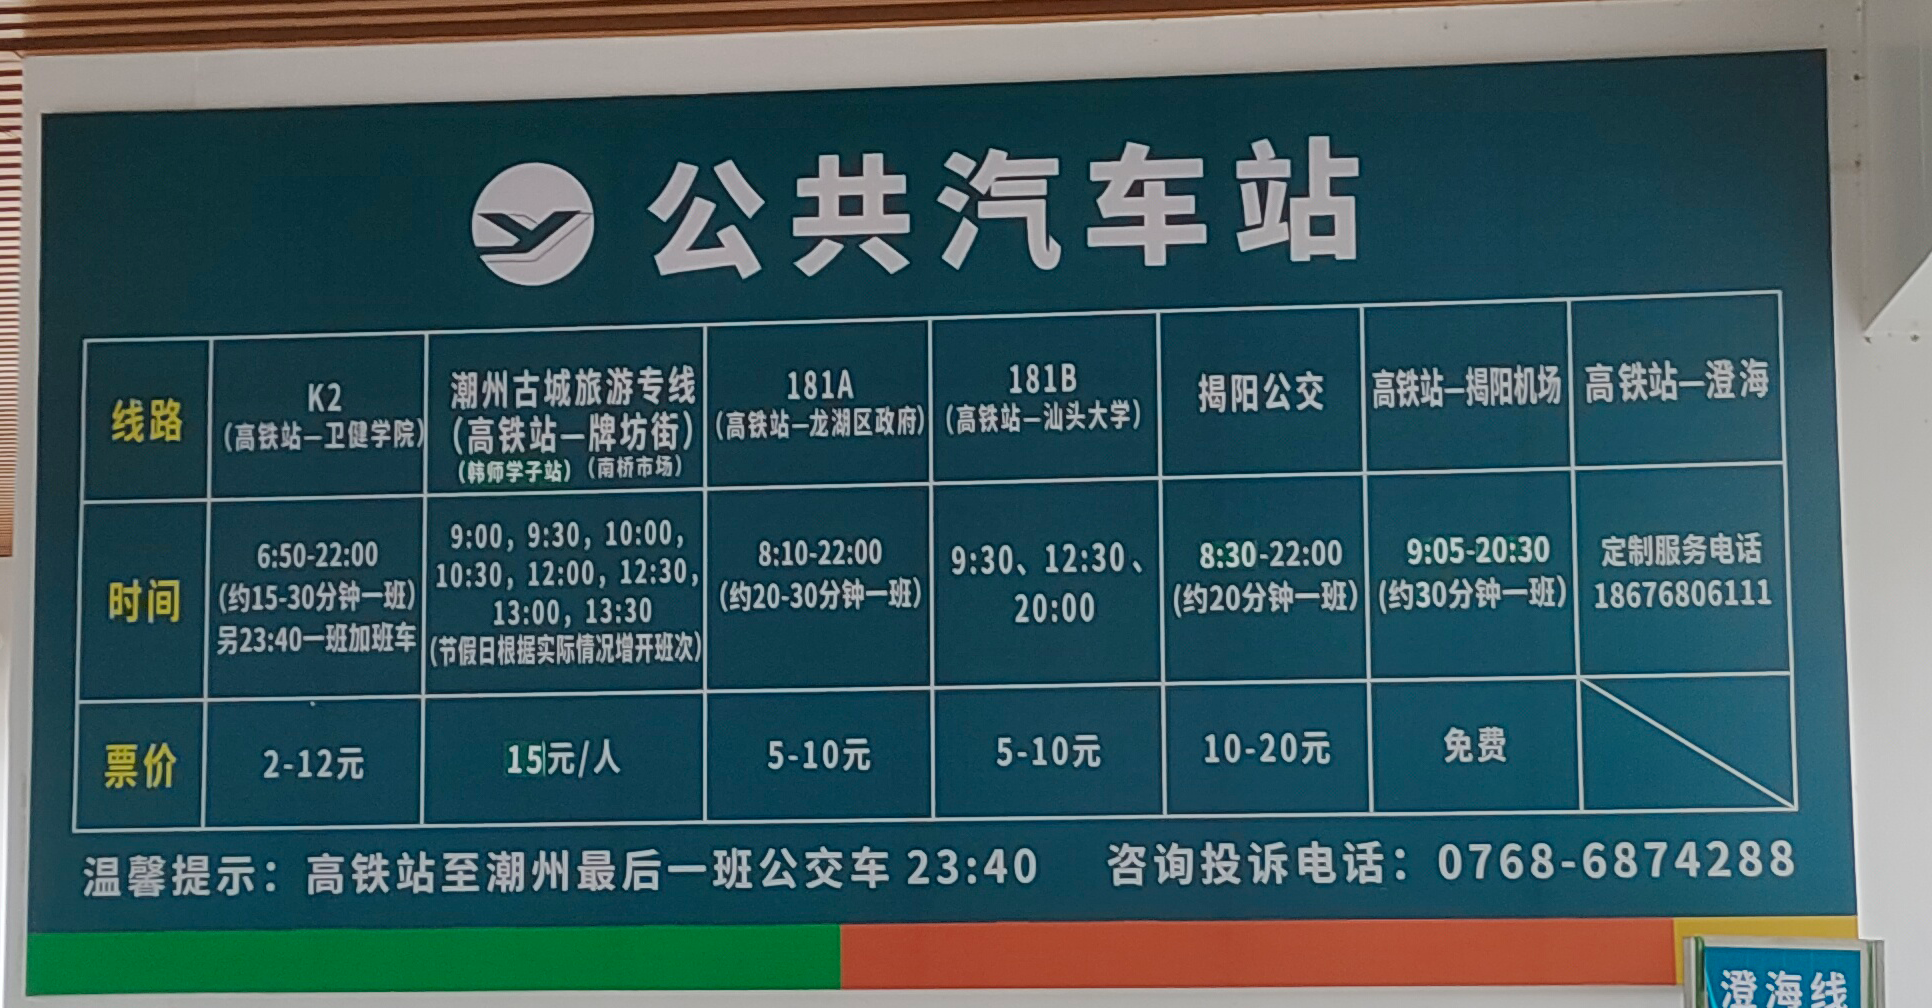 公共汽车站
线路
K2
(高铁站—卫健学院)
潮州古城旅游专线
(高铁站—牌坊街)
(韩师学子站) (南桥市场)
181A
(高铁站—龙湖区政府)
181B
(高铁站—汕头大学)
揭阳公交
高铁站—揭阳机场
高铁站—澄海
时间
6:50-22:00
(约15-30分钟一班)
另23:40一班加班车
9:00, 9:30, 10:00,
10:30, 12:00, 12:30,
13:00, 13:30
(节假日根据实际情况增开班次)
8:10-22:00
(约20-30分钟一班)
9:30、12:30、
20:00
8:30-22:00
(约20分钟一班)
9:05-20:30
(约30分钟一班)
定制服务电话
18676806111
票价
2-12元
15元/人
5-10元
5-10元
10-20元
免费
温馨提示：高铁站至潮州最后一班公交车 23:40 咨询投诉电话：0768-6874288
澄海线